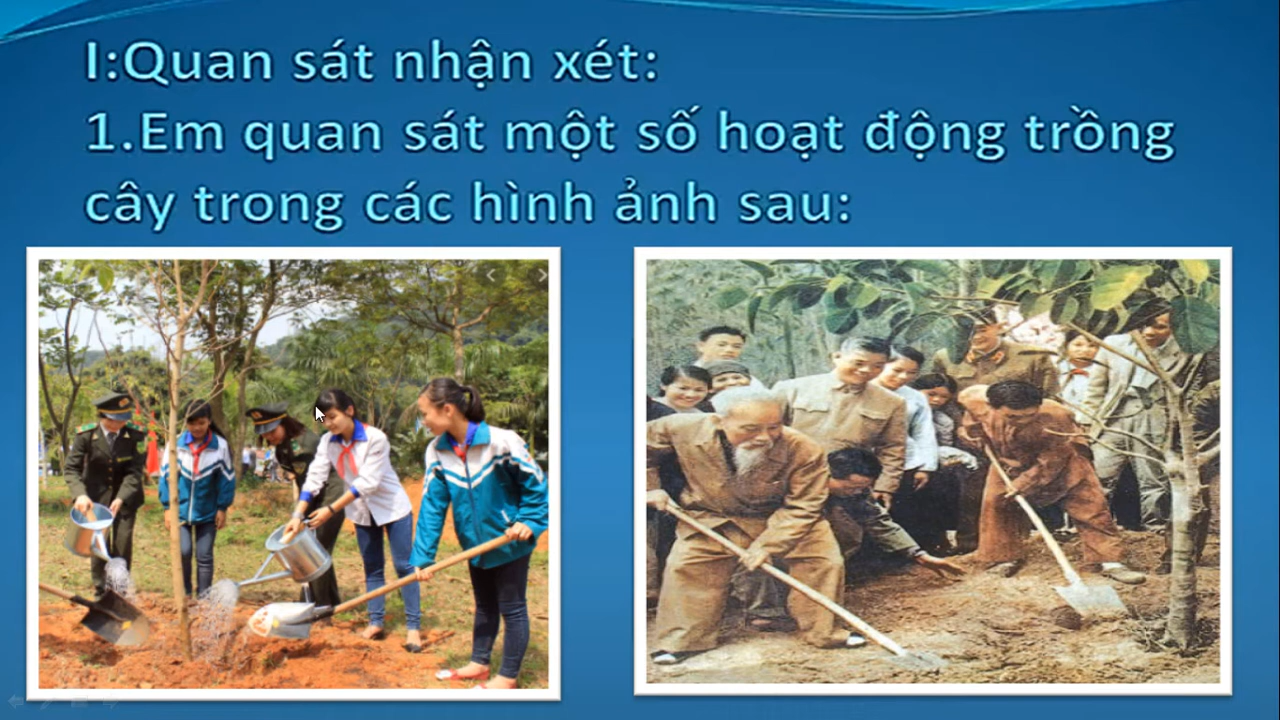 I:Quan sát nhận xét:
1.Em quan sát một số hoạt động trồng
cây trong các hình ảnh sau: